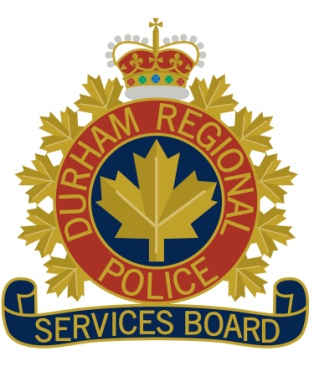 DURHAM REGIONAL
POLICE
SERVICES BOARD